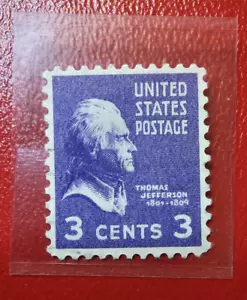 UNITED
STATES
POSTAGE
THOMAS
JEFFERSON
1801-1809
3 CENTS 3